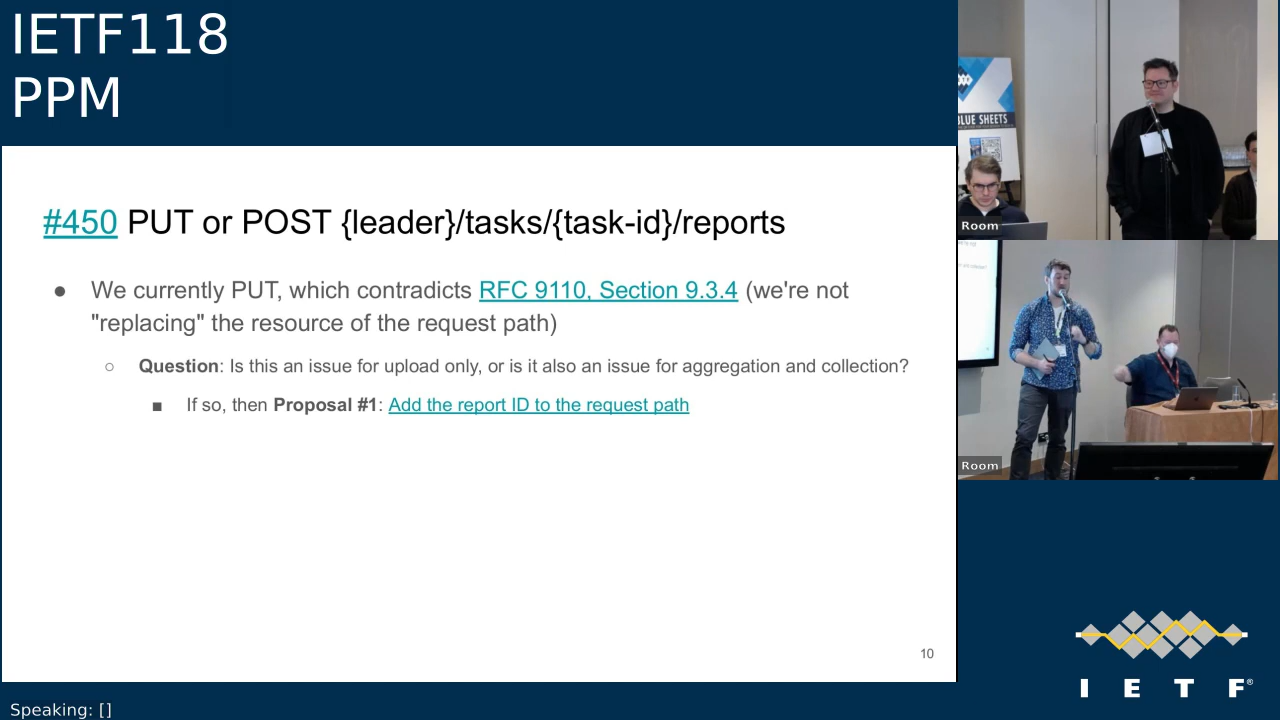 IETF118
PPM
#450 PUT or POST {leader}/tasks/{task-id}/reports
● We currently PUT, which contradicts RFC 9110, Section 9.3.4 (we're not
"replacing" the resource of the request path)
○ Question: Is this an issue for upload only, or is it also an issue for aggregation and collection?
■ If so, then Proposal #1: Add the report ID to the request path
10
BLUE SHEETS
Room
Room
I E T F®
Speaking: []